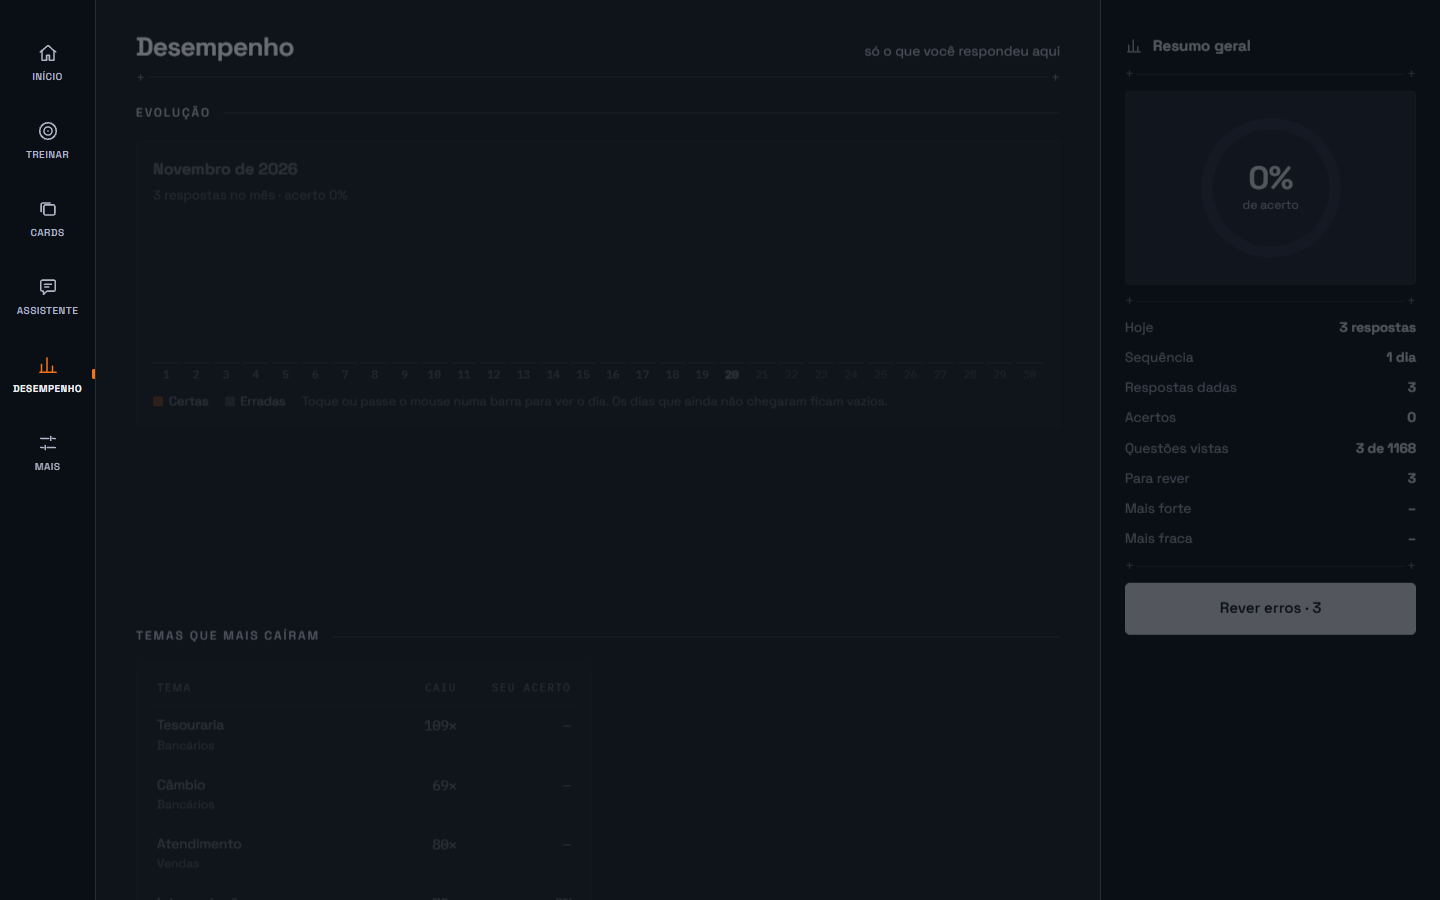 INÍCIO
TREINAR
CARDS
ASSISTENTE
DESEMPENHO
MAIS
Desempenho
só o que você respondeu aqui
EVOLUÇÃO
Novembro de 2026
3 respostas no mês · acerto 0%
1 2 3 4 5 6 7 8 9 10 11 12 13 14 15 16 17 18 19 20 21 22 23 24 25 26 27 28 29 30
Certas Erradas Toque ou passe o mouse numa barra para ver o dia. Os dias que ainda não chegaram ficam vazios.
TEMAS QUE MAIS CAÍRAM
TEMA CAIU SEU ACERTO
Tesouraria 109× –
Bancários
Câmbio 69× –
Bancários
Atendimento 80× –
Vendas
Resumo geral
0%
de acerto
Hoje 3 respostas
Sequência 1 dia
Respostas dadas 3
Acertos 0
Questões vistas 3 de 1168
Para rever 3
Mais forte –
Mais fraca –
Rever erros · 3